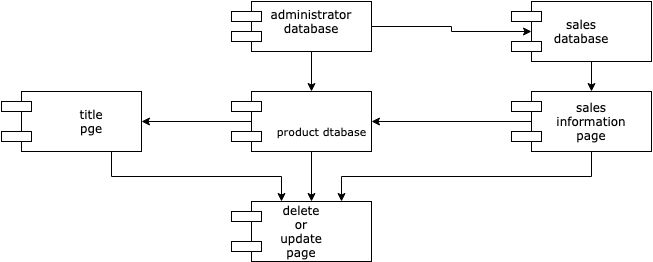 administrator
database
sales
database
title
pge
product dtabase
sales
information
page
delete
or
update
page